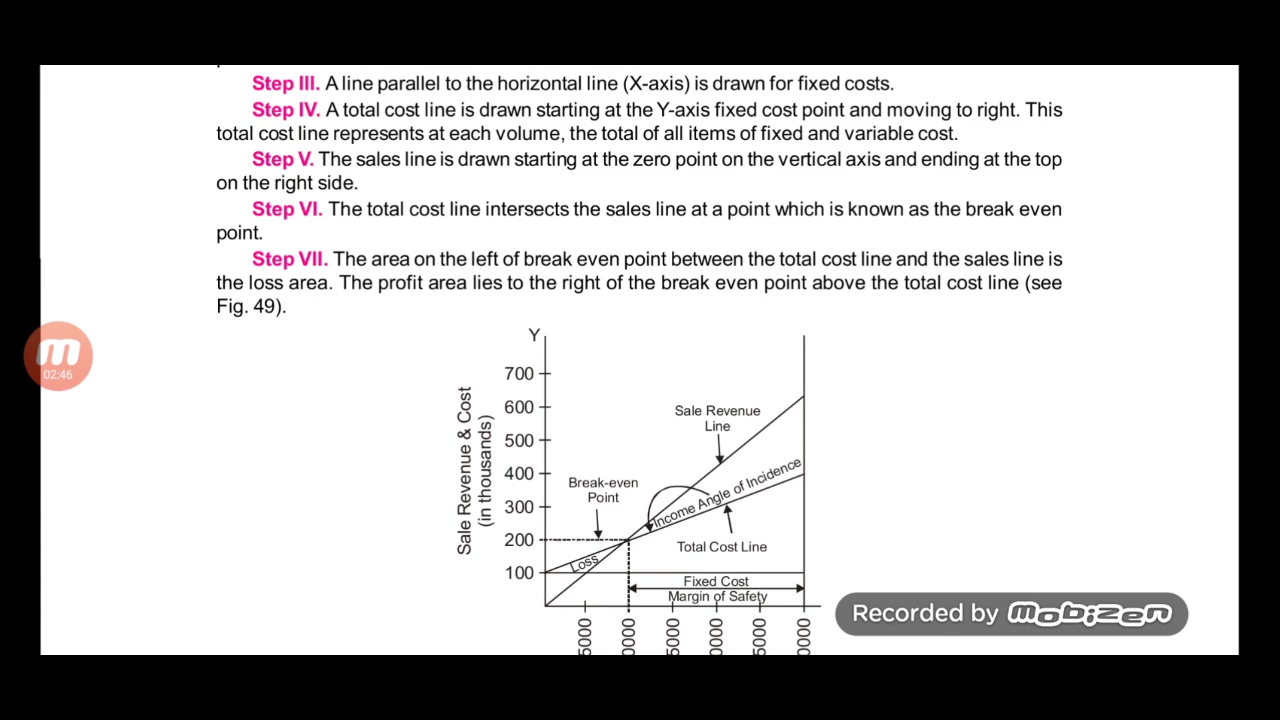 Step III. A line parallel to the horizontal line (X-axis) is drawn for fixed costs.
Step IV. A total cost line is drawn starting at the Y-axis fixed cost point and moving to right. This
total cost line represents at each volume, the total of all items of fixed and variable cost.
Step V. The sales line is drawn starting at the zero point on the vertical axis and ending at the top
on the right side.
Step VI. The total cost line intersects the sales line at a point which is known as the break even
point.
Step VII. The area on the left of break even point between the total cost line and the sales line is
the loss area. The profit area lies to the right of the break even point above the total cost line (see
Fig. 49).
02:46
Y
Sale Revenue & Cost
(in thousands)
700
600
500
400
300
200
100
Sale Revenue
Line
Break-even
Point
Income Angle of Incidence
Total Cost Line
Loss
Fixed Cost
Margin of Safety
5000
0000
5000
0000
5000
0000
Recorded by mobizen